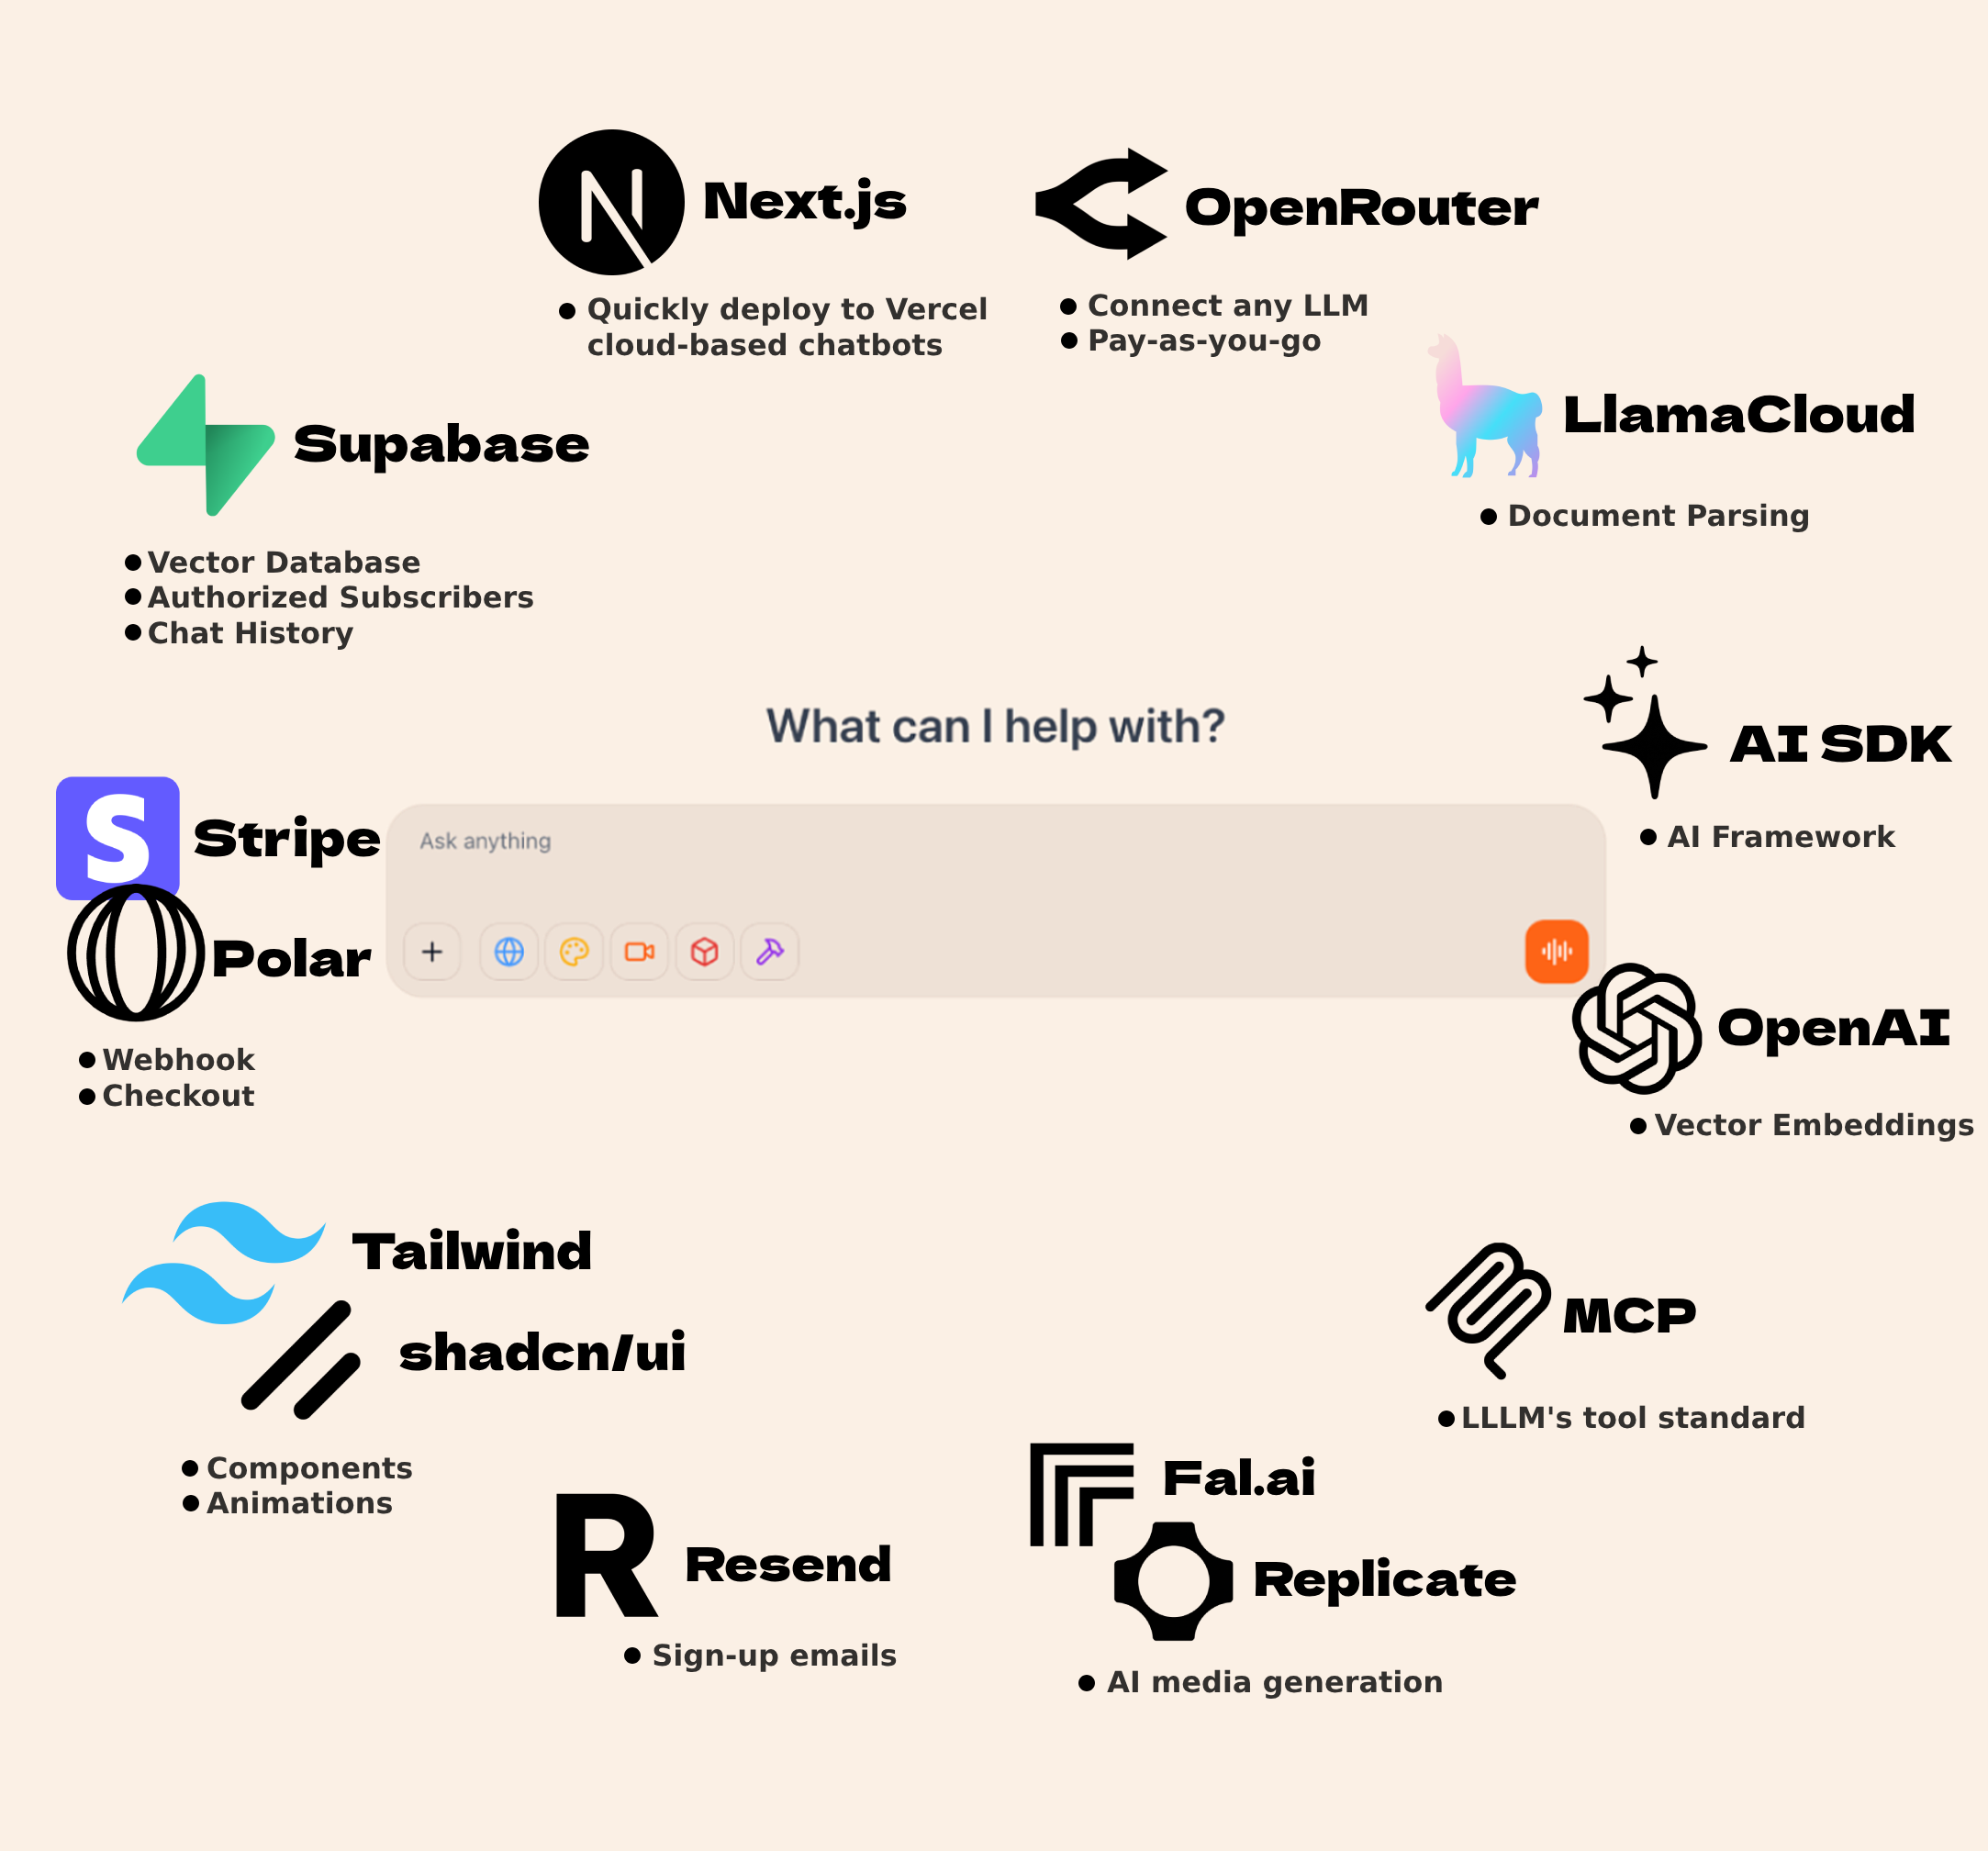 Next.js
Quickly deploy to Vercel
cloud-based chatbots
OpenRouter
Connect any LLM
Pay-as-you-go
LlamaCloud
Document Parsing
Supabase
Vector Database
Authorized Subscribers
Chat History
What can I help with?
AI SDK
AI Framework
Stripe
Ask anything
Polar
Webhook
Checkout
OpenAI
Vector Embeddings
Tailwind
shadcn/ui
Components
Animations
MCP
LLLM's tool standard
Resend
Sign-up emails
Fal.ai
Replicate
AI media generation